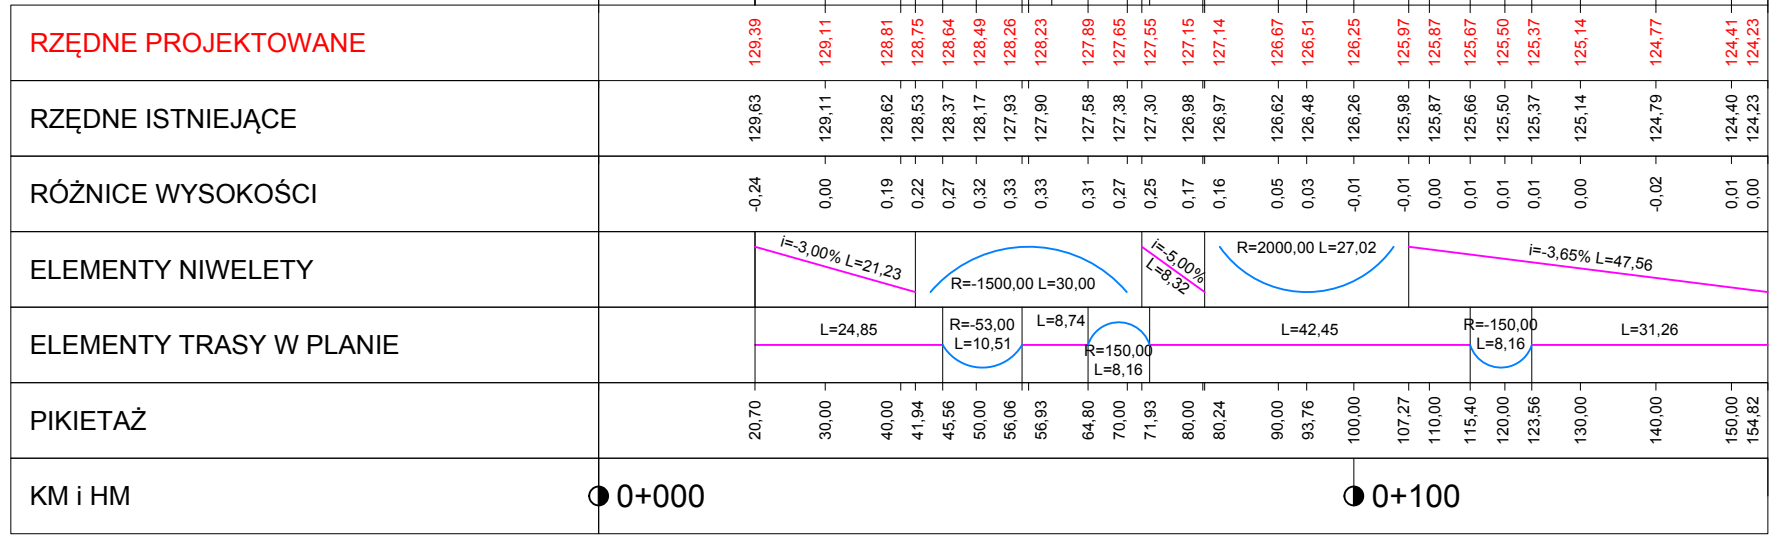 RZĘDNE PROJEKTOWANE 129,39 129,11 128,81 128,75 128,64 128,49 128,26 128,23 127,89 127,65 127,55 127,15 127,14 126,67 126,51 126,25 125,97 125,87 125,67 125,50 125,37 125,14 124,77 124,41 124,23
RZĘDNE ISTNIEJĄCE 129,63 129,11 128,62 128,53 128,37 128,17 127,93 127,90 127,58 127,38 127,30 126,98 126,97 126,62 126,48 126,26 125,98 125,87 125,66 125,50 125,37 125,14 124,79 124,40 124,23
RÓŻNICE WYSOKOŚCI -0,24 0,00 0,19 0,22 0,27 0,32 0,33 0,33 0,31 0,27 0,25 0,17 0,16 0,05 0,03 -0,01 -0,01 0,00 0,01 0,01 0,01 0,00 -0,02 0,01 0,00
ELEMENTY NIWELETY
i=-3,00% L=21,23
R=-1500,00 L=30,00
i=-5,00%
L=8,32
R=2000,00 L=27,02
i=-3,65% L=47,56
ELEMENTY TRASY W PLANIE
L=24,85
R=-53,00
L=10,51
L=8,74
R=150,00
L=8,16
L=42,45
R=-150,00
L=8,16
L=31,26
PIKIETAŻ 20,70 30,00 40,00 41,94 45,56 50,00 56,06 56,93 64,80 70,00 71,93 80,00 80,24 90,00 93,76 100,00 107,27 110,00 115,40 120,00 123,56 130,00 140,00 150,00 154,82
KM i HM 0+000 0+100